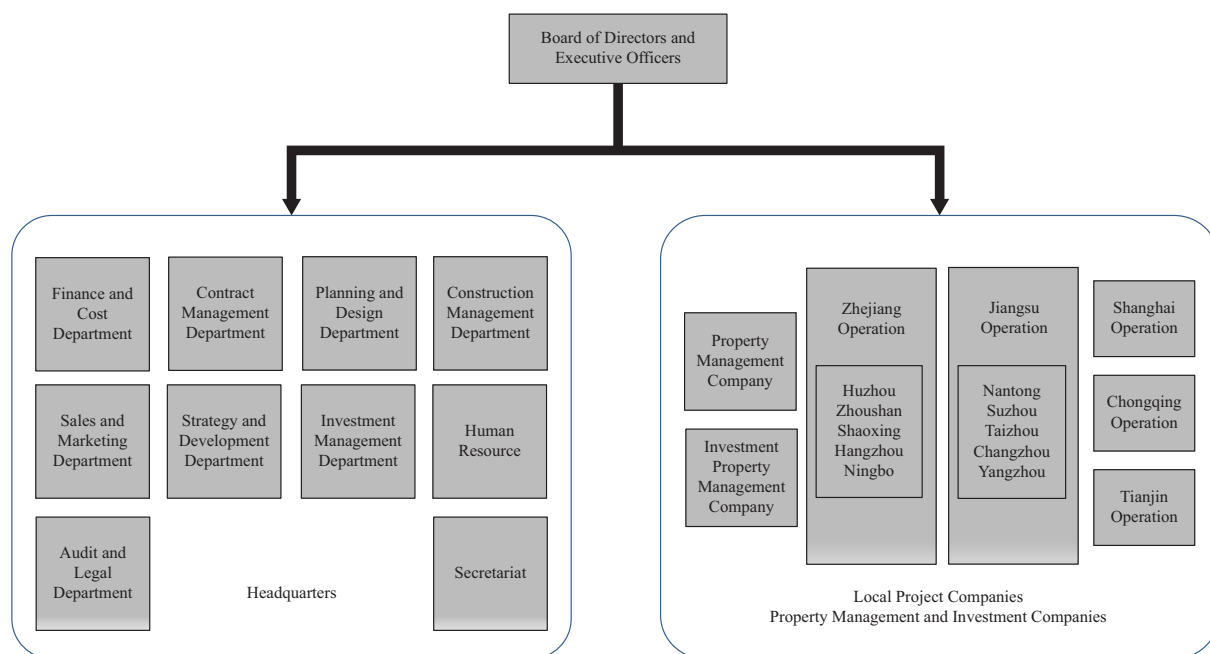 Board of Directors and
Executive Officers
Finance and
Cost
Department
Contract
Management
Department
Planning and
Design
Department
Construction
Management
Department
Sales and
Marketing
Department
Strategy and
Development
Department
Investment
Management
Department
Human
Resource
Audit and
Legal
Department
Secretariat
Headquarters
Property
Management
Company
Investment
Property
Management
Company
Zhejiang
Operation
Huzhou
Zhoushan
Shaoxing
Hangzhou
Ningbo
Jiangsu
Operation
Nantong
Suzhou
Taizhou
Changzhou
Yangzhou
Shanghai
Operation
Chongqing
Operation
Tianjin
Operation
Local Project Companies
Property Management and Investment Companies